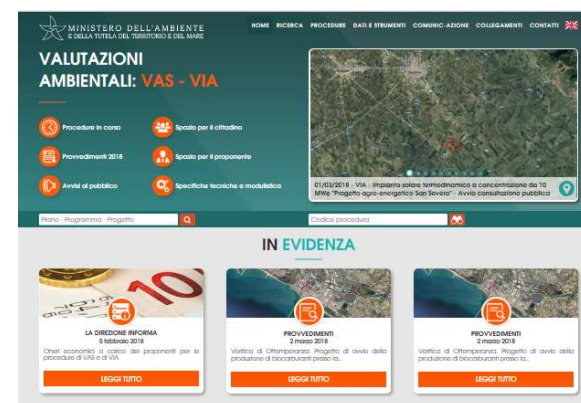 MINISTERO DELL'AMBIENTE
E DELLA TUTELA DEL TERRITORIO E DEL MARE
HOME RICERCA PROCEDURE DATI E STRUMENTI COMUNIC-AZIONE COLLEGAMENTI CONTATTI
VALUTAZIONI
AMBIENTALI: VAS - VIA
Procedure in corso
Spazio per il cittadino
Provvedimenti 2018
Spazio per il proponente
Avvisi al pubblico
Specifiche tecniche e modulistica
01/03/2018 - VIA - Impianto solare termodinamico a concentrazione da 10
MWe "Progetto agro-energetico San Severo" - Avvio consultazione pubblica
Piano - Programma - Progetto
Codice procedura
IN EVIDENZA
10
LA DIREZIONE INFORMA
5 febbraio 2018
Oneri economici a carico dei proponenti per le
procedure di VAS e di VIA
LEGGI TUTTO
PROVVEDIMENTI
2 marzo 2018
Verifica di Ottemperanza Progetto di avvio della
produzione di biocarburanti presso la...
LEGGI TUTTO
PROVVEDIMENTI
2 marzo 2018
Verifica di Ottemperanza Progetto di avvio della
produzione di biocarburanti presso la...
LEGGI TUTTO